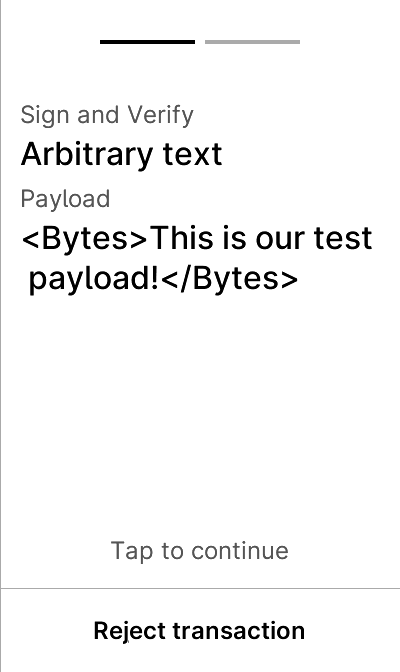 Sign and Verify
Arbitrary text
Payload
<Bytes>This is our test
payload!</Bytes>
Tap to continue
Reject transaction